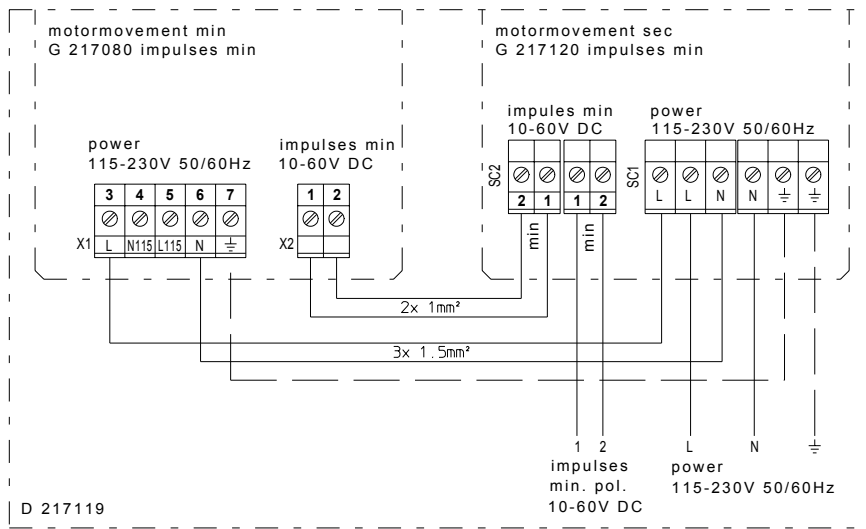 motormovement min
G 217080 impulses min
motormovement sec
G 217120 impulses min
power
115-230V 50/60Hz
impulses min
10-60V DC
impules min
10-60V DC
power
115-230V 50/60Hz
3 4 5 6 7
X1 L N115 L115 N
1 2
X2
SC2
2 1 1 2
min min
SC1
L L N N
2x 1mm²
3x 1.5mm²
1 2 L N
impulses
min. pol.
10-60V DC
power
115-230V 50/60Hz
D 217119